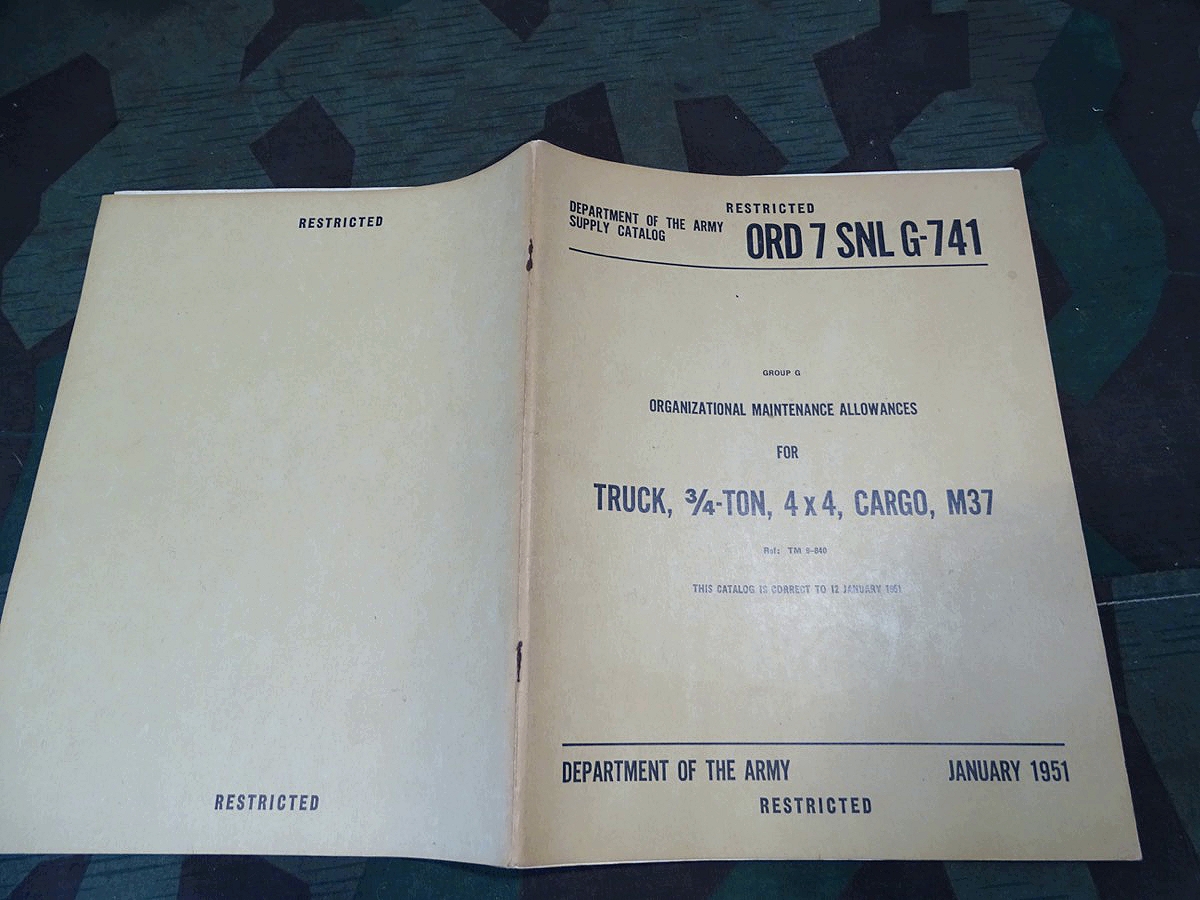 RESTRICTED
RESTRICTED
RESTRICTED
DEPARTMENT OF THE ARMY
SUPPLY CATALOG
ORD 7 SNL G-741
GROUP G
ORGANIZATIONAL MAINTENANCE ALLOWANCES
FOR
TRUCK, ¾-TON, 4 x 4, CARGO, M37
Ref: TM 9-840
THIS CATALOG IS CORRECT TO 12 JANUARY 1951
DEPARTMENT OF THE ARMY
JANUARY 1951
RESTRICTED